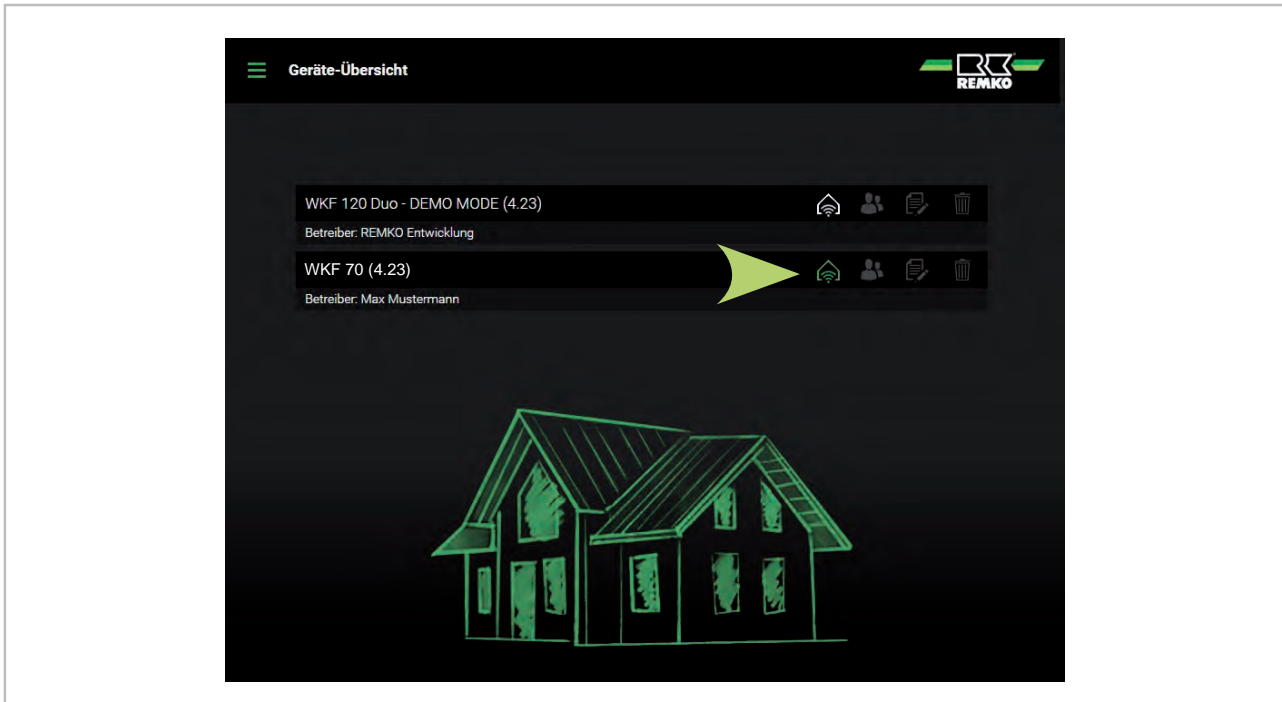 Geräte-Übersicht
REMKO
WKF 120 Duo - DEMO MODE (4.23)
Betreiber: REMKO Entwicklung
WKF 70 (4.23)
Betreiber: Max Mustermann